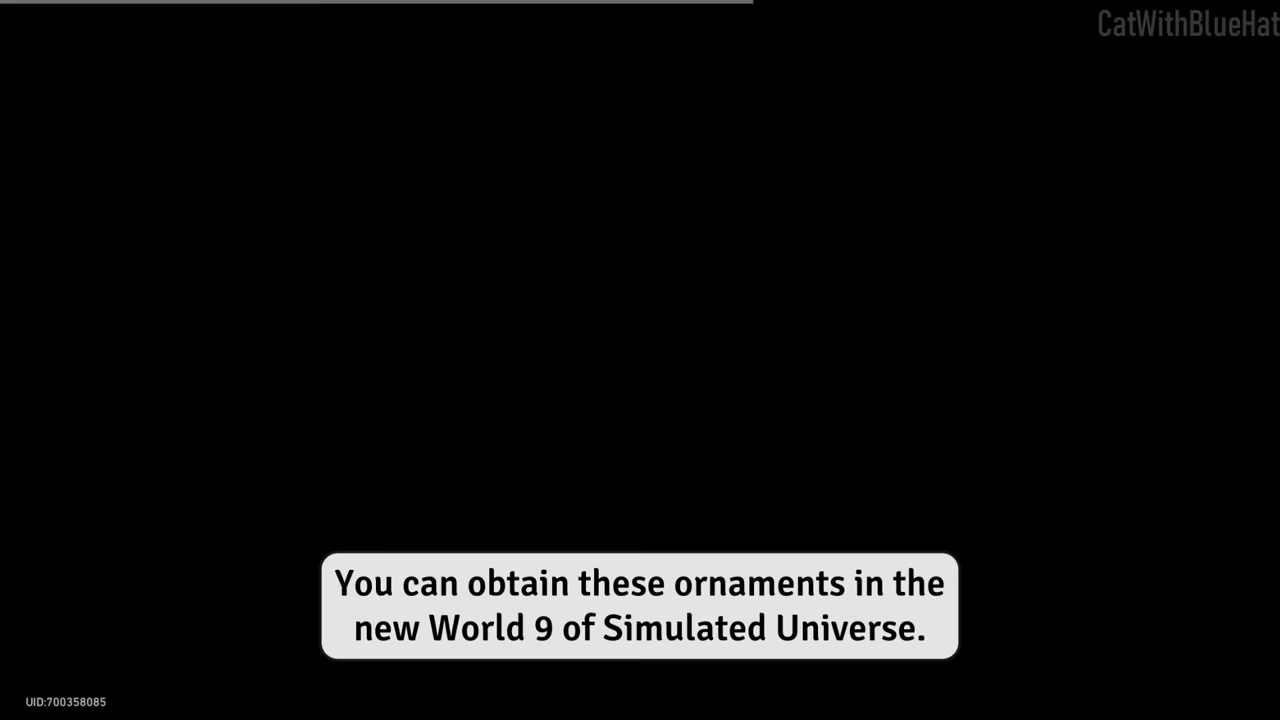 CatWithBlueHat
You can obtain these ornaments in the
new World 9 of Simulated Universe.
UID:700358085